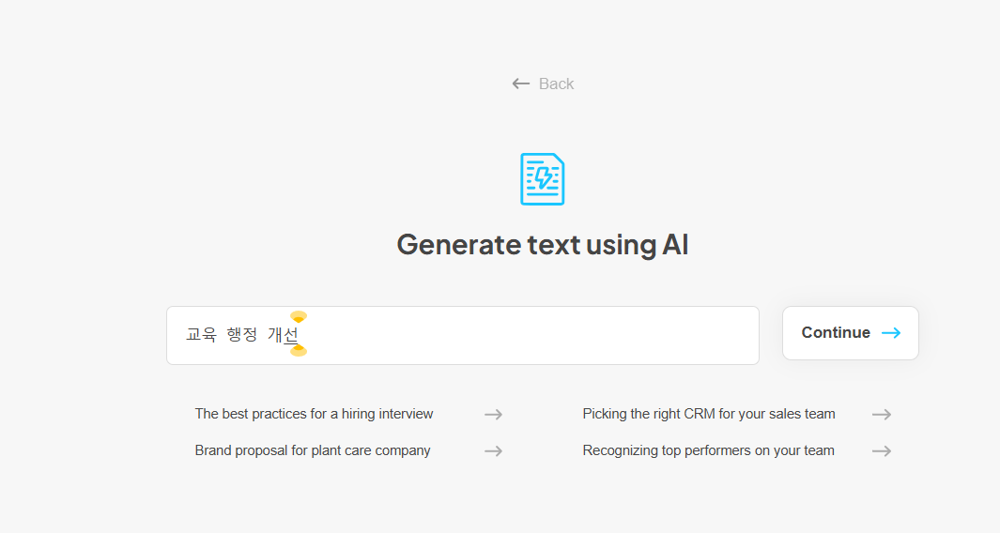 Back
Generate text using AI
교육 행정 개선
Continue
The best practices for a hiring interview
Picking the right CRM for your sales team
Brand proposal for plant care company
Recognizing top performers on your team